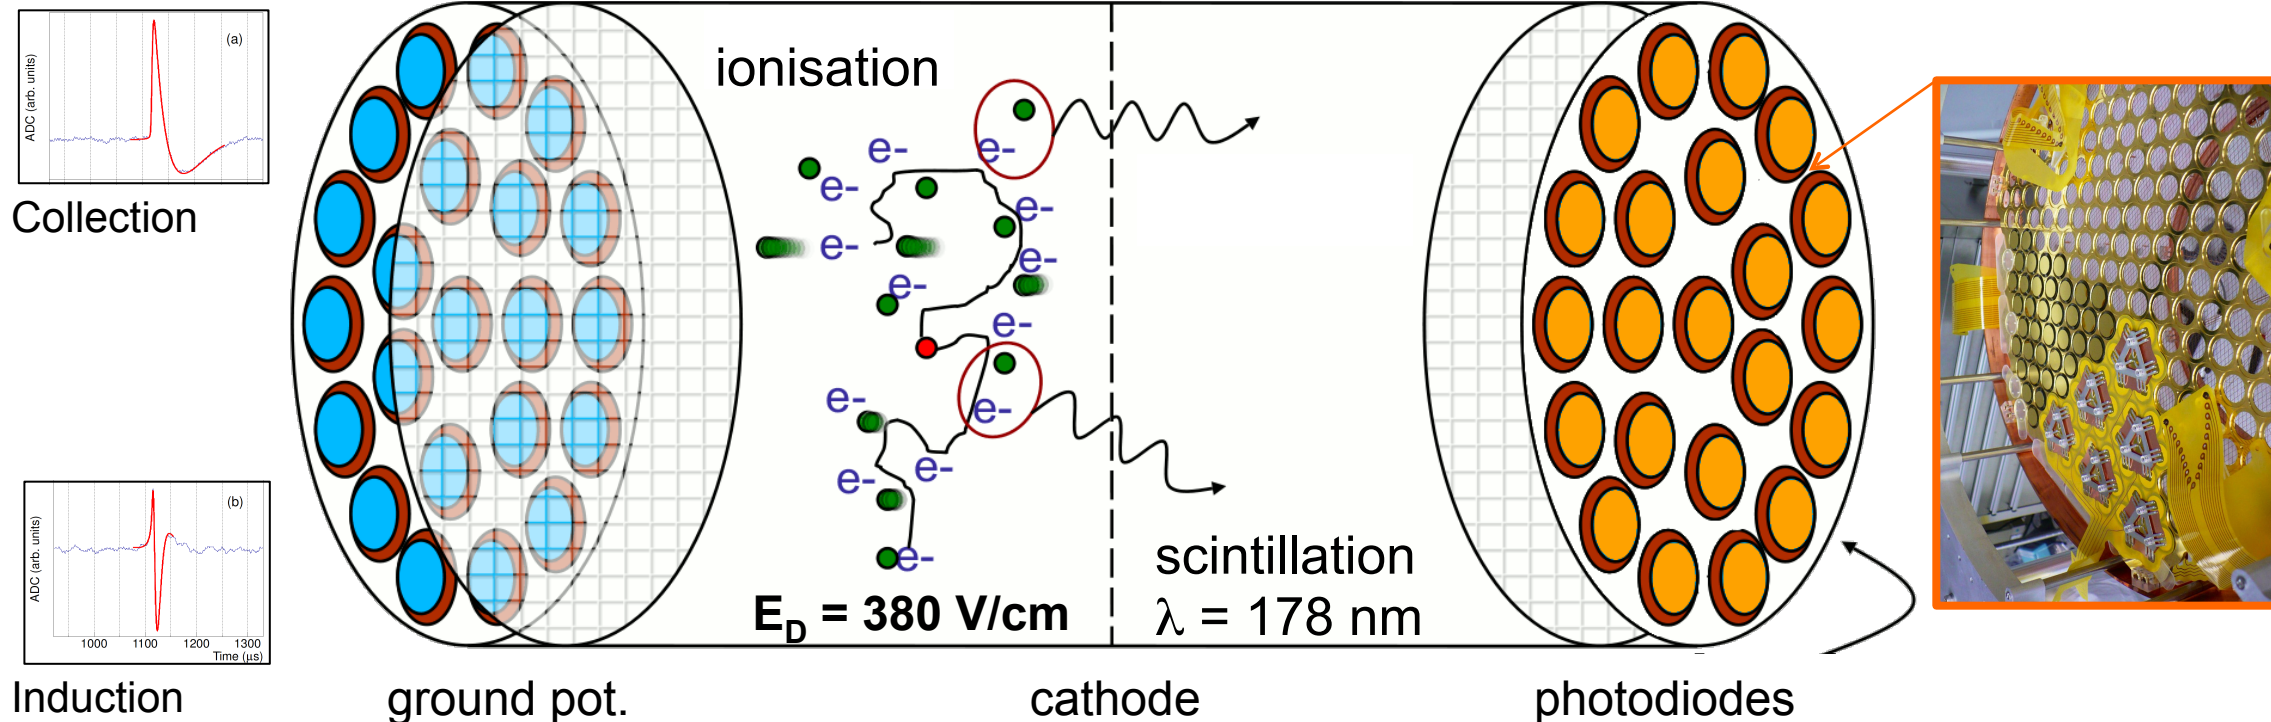 (a)
ADC (arb. units)
Collection
(b)
ADC (arb. units)
1000 1100 1200 1300
Time (μs)
Induction
ionisation
e-
e-
e-
e-
e-
e-
e-
e-
e-
e-
e-
e-
e-
E_D = 380 V/cm
scintillation
λ = 178 nm
ground pot.
cathode
photodiodes